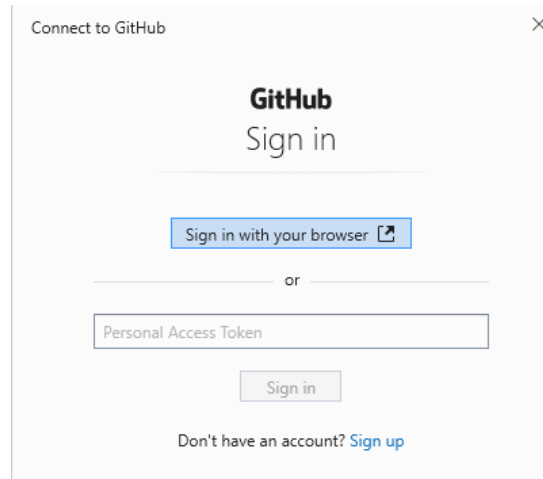 Connect to GitHub
GitHub
Sign in
Sign in with your browser
or
Personal Access Token
Sign in
Don't have an account? Sign up